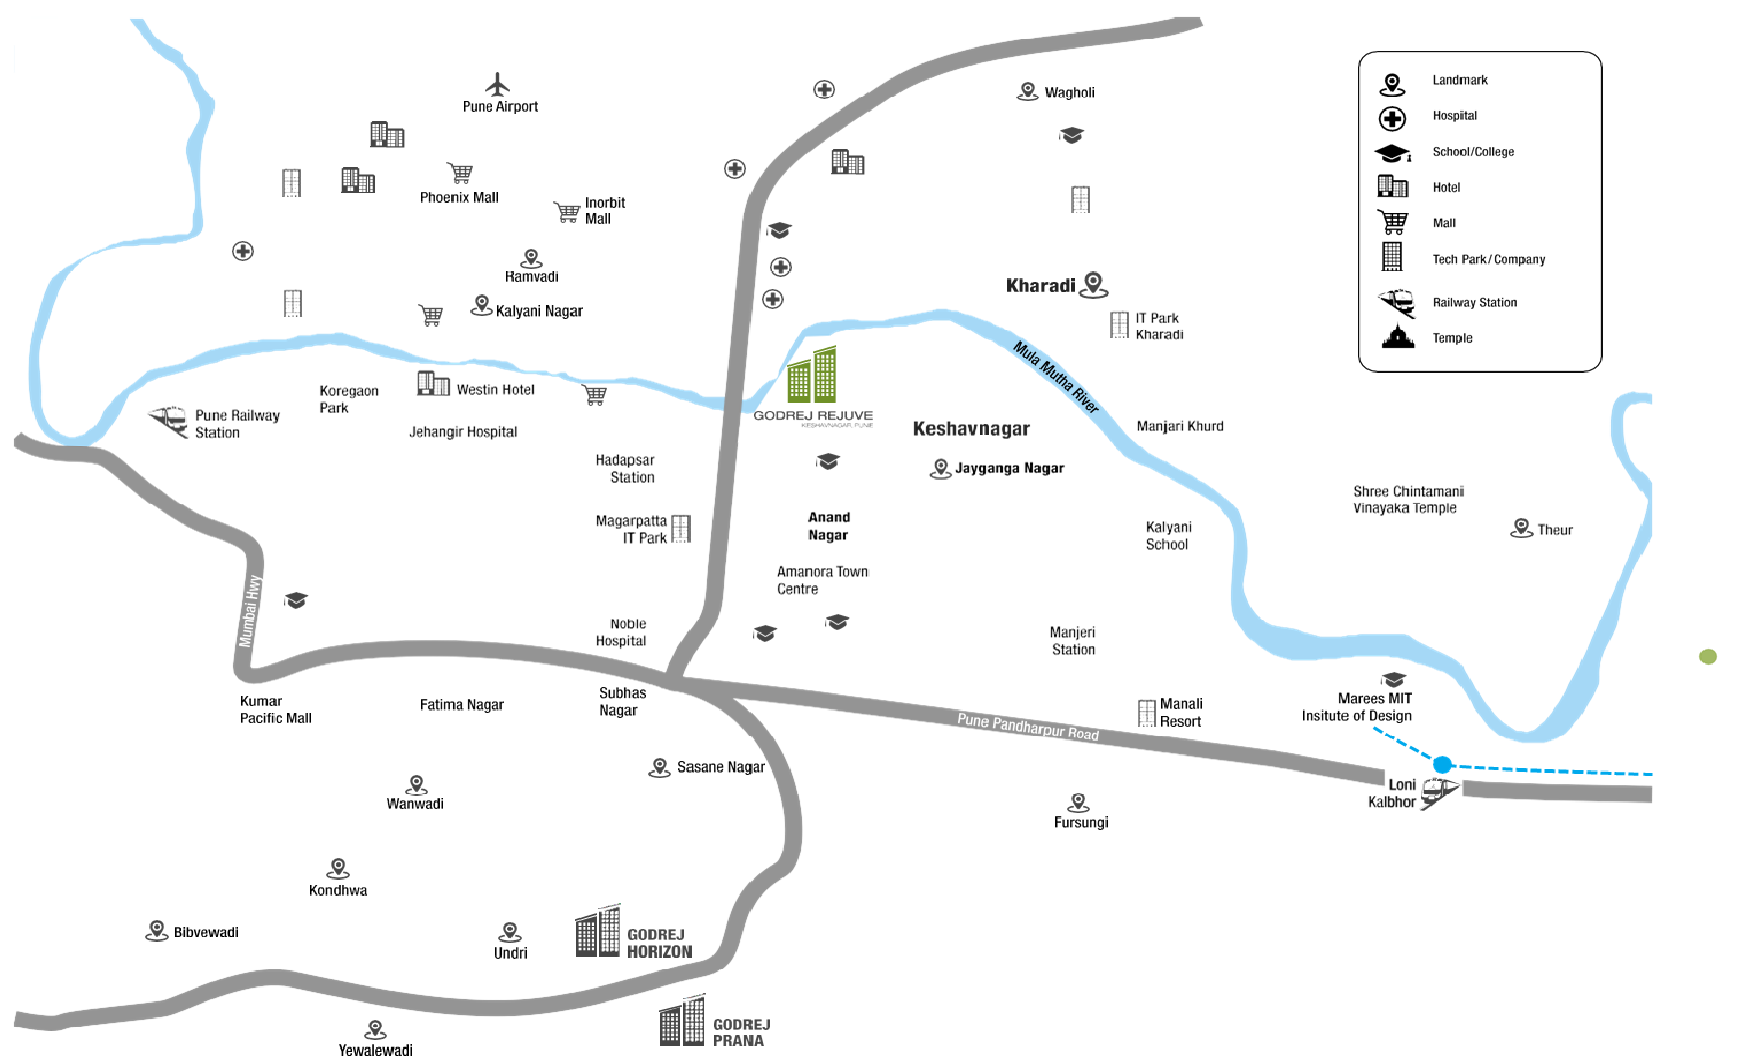 Pune Airport
Phoenix Mall
Inorbit
Mall
Ramvadi
Kalyani Nagar
Wagholi
Kharadi
IT Park
Kharadi
Landmark
Hospiital
School/College
Hotel
Mall
Tech Park/Company
Railway Station
Temple
Mula Mutha River
Koregaon
Park
Westin Hotel
Pune Railway
Station
Jehangir Hospital
GODREJ REJUVE
KESHAVNAGAR, PUNE
Keshavnagar
Manjari Khurd
Hadapsar
Station
Jayganga Nagar
Magarpatta
IT Park
Anand
Nagar
Kalyani
School
Shree Chintamanii
Vinayaka Temple
Theur
Amanora Town
Centre
Mumbai Hwy
Noble
Hospital
Manjeri
Station
Kumar
Pacific Mall
Fatima Nagar
Subhas
Nagar
Pune Pandharpur Road
Manali
Resort
Marees MIT
Insitute of Design
Sasane Nagar
Wanwadi
Fursungi
Loni
Kalbhor
Kondhwa
Bibvewadi
Undri
GODREJ
HORIZON
GODREJ
PRANA
Yewalewadi